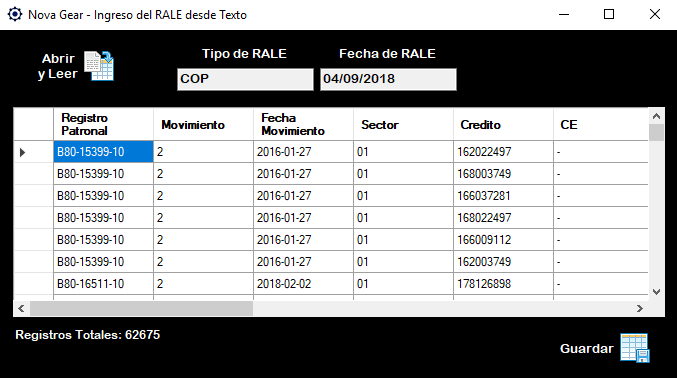 Nova Gear - Ingreso del RALE desde Texto
Abrir
y Leer
Tipo de RALE
Fecha de RALE
COP
04/09/2018
Registro
Patronal
Movimiento
Fecha
Movimiento
Sector
Credito
CE
B80-15399-10 2 2016-01-27 01 162022497 -
B80-15399-10 2 2016-01-27 01 168003749 -
B80-15399-10 2 2016-01-27 01 166037281 -
B80-15399-10 2 2016-01-27 01 168022497 -
B80-15399-10 2 2016-01-27 01 166009112 -
B80-15399-10 2 2016-01-27 01 162003749 -
B80-16511-10 2 2018-02-02 01 178126898 -
Registros Totales: 62675
Guardar